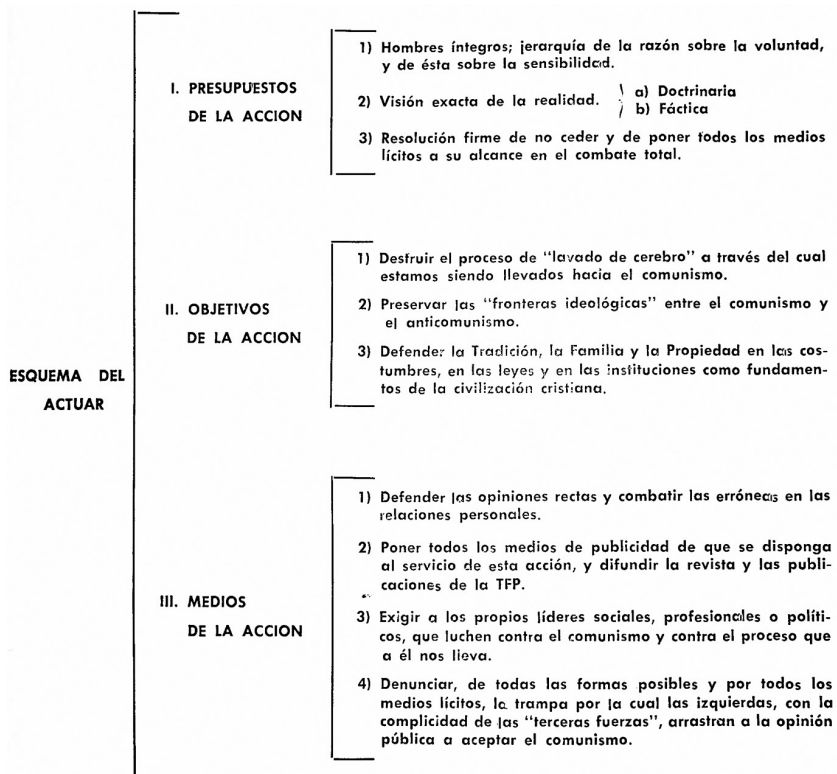 I. PRESUPUESTOS
DE LA ACCION
1) Hombres íntegros; jerarquía de la razón sobre la voluntad,
y de ésta sobre la sensibilidad.
2) Visión exacta de la realidad.
a) Doctrinaria
b) Fáctica
3) Resolución firme de no ceder y de poner todos los medios
lícitos a su alcance en el combate total.
ESQUEMA DEL
ACTUAR
II. OBJETIVOS
DE LA ACCION
1) Destruir el proceso de "lavado de cerebro" a través del cual
estamos siendo llevados hacia el comunismo.
2) Preservar las "fronteras ideológicas" entre el comunismo y
el anticomunismo.
3) Defender la Tradición, la Familia y la Propiedad en las cos-
tumbres, en las leyes y en las instituciones como fundamen-
tos de la civilización cristiana.
III. MEDIOS
DE LA ACCION
1) Defender las opiniones rectas y combatir las erróneas en las
relaciones personales.
2) Poner todos los medios de publicidad de que se disponga
al servicio de esta acción, y difundir la revista y las publi-
caciones de la TFP.
3) Exigir a los propios líderes sociales, profesionales o políti-
cos, que luchen contra el comunismo y contra el proceso que
a él nos lleva.
4) Denunciar, de todas las formas posibles y por todos los
medios lícitos, la trampa por la cual las izquierdas, con la
complicidad de las "terceras fuerzas", arrastran a la opinión
pública a aceptar el comunismo.